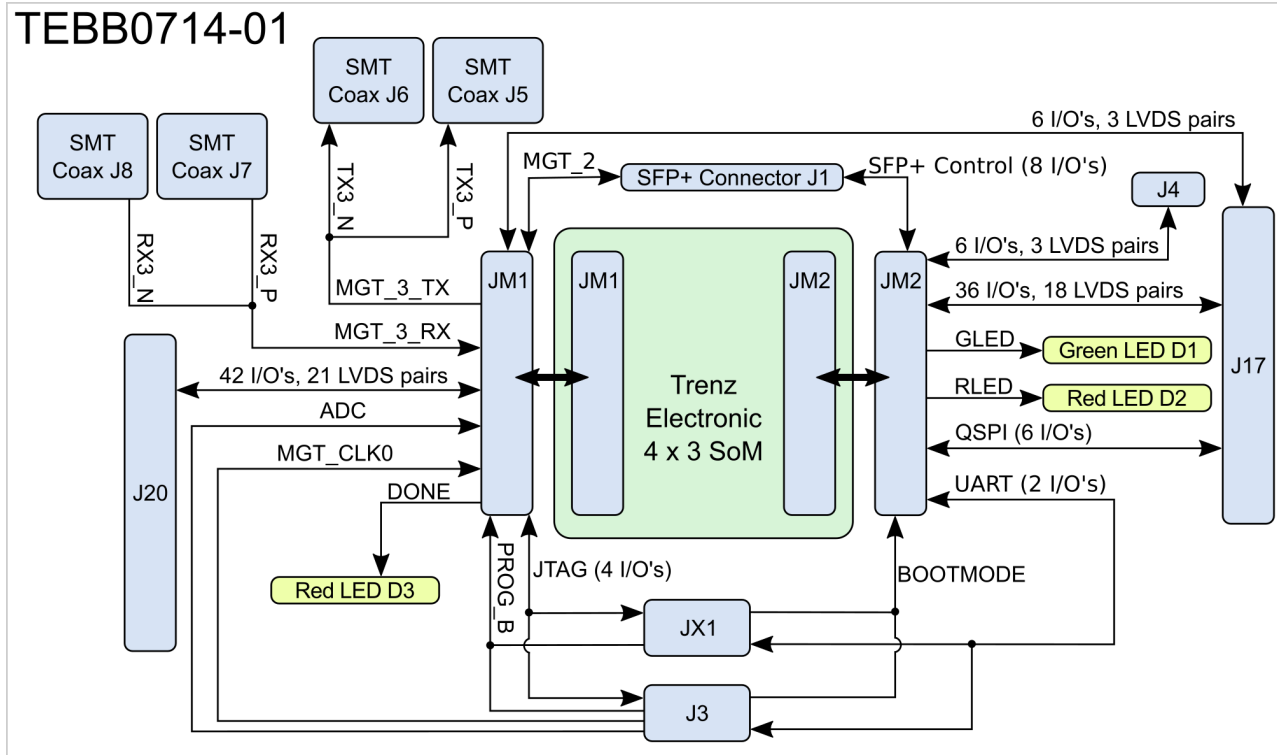 TEBB0714-01
SMT
Coax J6
SMT
Coax J5
SMT
Coax J8
SMT
Coax J7
6 I/O's, 3 LVDS pairs
MGT_2
SFP+ Connector J1
SFP+ Control (8 I/O's)
J4
TX3_N
TX3_P
RX3_N
RX3_P
JM1
JM1
JM2
JM2
6 I/O's, 3 LVDS pairs
MGT_3_TX
36 I/O's, 18 LVDS pairs
MGT_3_RX
GLED
Green LED D1
J17
42 I/O's, 21 LVDS pairs
Trenz
Electronic
4 x 3 SoM
RLED
Red LED D2
ADC
QSPI (6 I/O's)
MGT_CLK0
J20
DONE
UART (2 I/O's)
PROG_B
JTAG (4 I/O's)
BOOTMODE
Red LED D3
JX1
J3